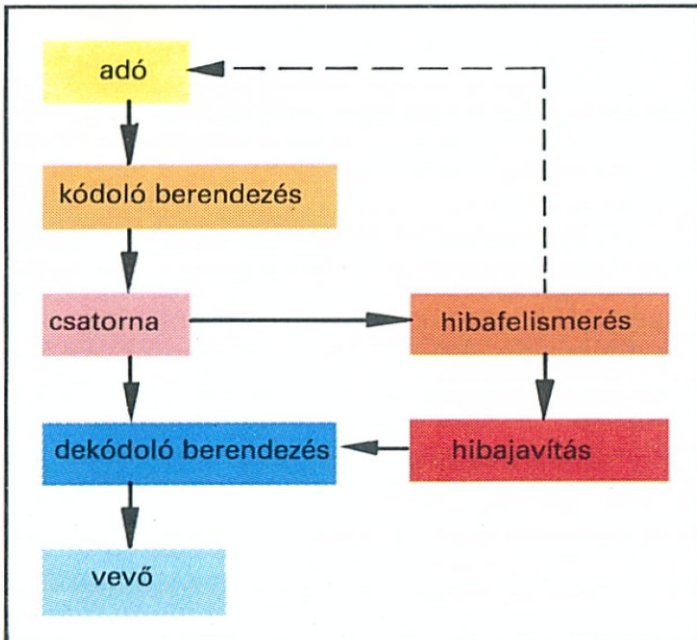 adó
kódoló berendezés
csatorna
hibafelismerés
dekódoló berendezés
hibajavítás
vevő